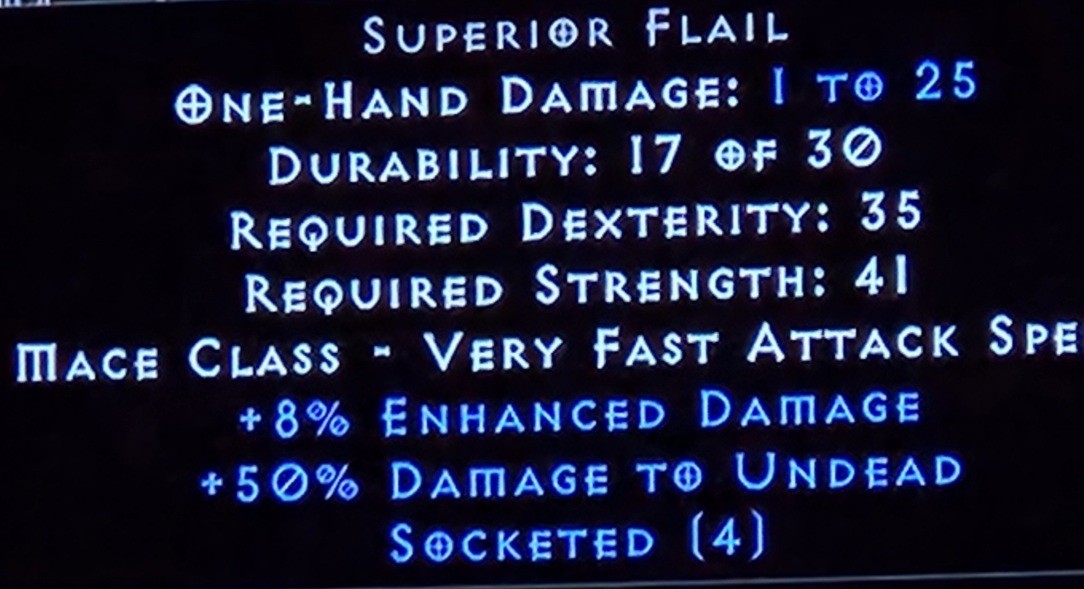 Superior Flail
One-Hand Damage: 1 to 25
Durability: 17 of 30
Required Dexterity: 35
Required Strength: 41
Mace Class - Very Fast Attack Spe
+8% Enhanced Damage
+50% Damage to Undead
Socketed (4)